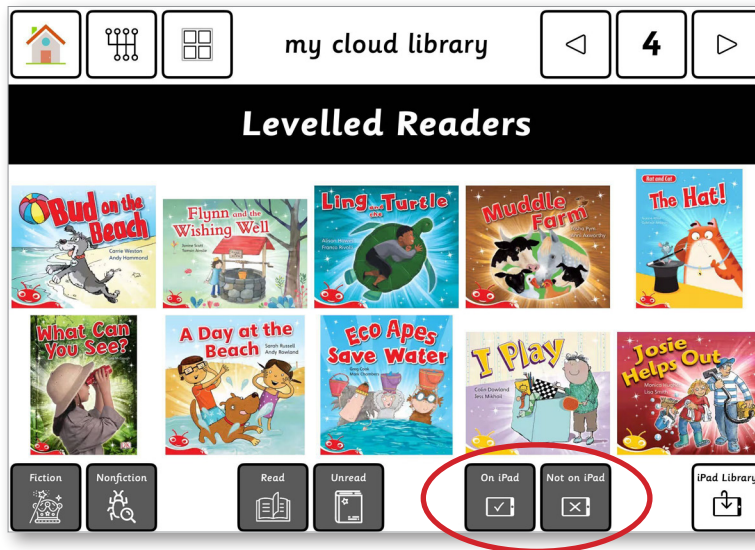 my cloud library
4
Levelled Readers
Bud on the
Beach
Carrie Weston
Andy Hammond
Flynn and the
Wishing Well
Ling and Turtle
Muddle
Farm
Rat and Cat
The Hat!
What Can
You See?
A Day at the
Beach
Sarah Russell
Andy Rowland
Eco Apes
Save Water
I Play
Colin Dowland
Jess Mikhail
Josie
Helps Out
Fiction
Nonfiction
Read
Unread
On iPad
Not on iPad
iPad Library